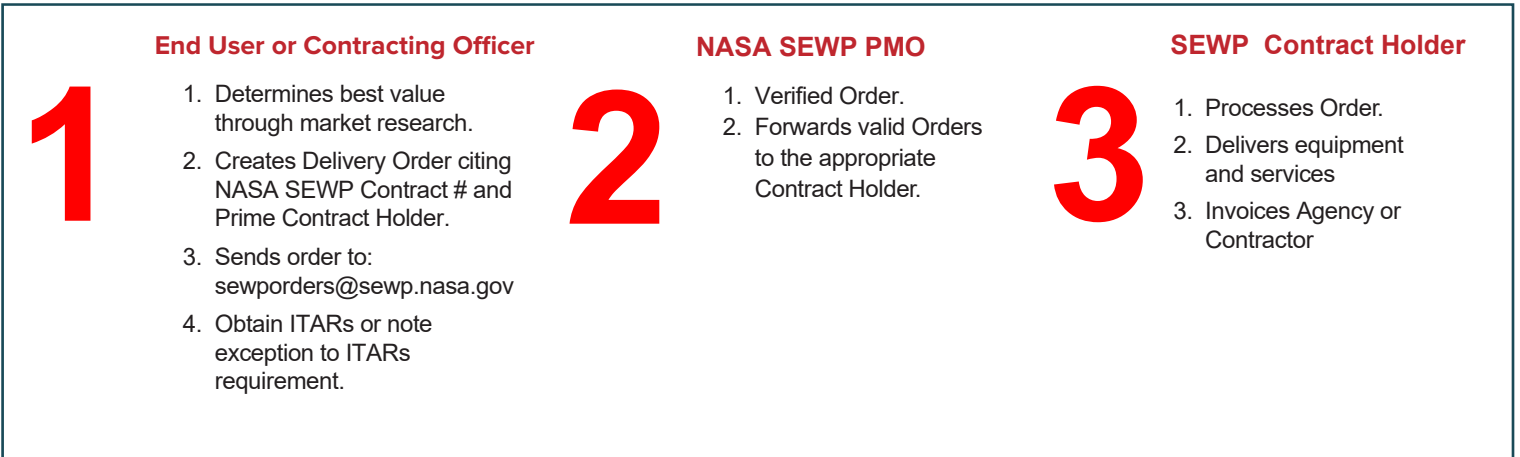 1
End User or Contracting Officer
1. Determines best value
through market research.
2. Creates Delivery Order citing
NASA SEWP Contract # and
Prime Contract Holder.
3. Sends order to:
sewporders@sewp.nasa.gov
4. Obtain ITARs or note
exception to ITARs
requirement.
2
NASA SEWP PMO
1. Verified Order.
2. Forwards valid Orders
to the appropriate
Contract Holder.
3
SEWP Contract Holder
1. Processes Order.
2. Delivers equipment
and services
3. Invoices Agency or
Contractor